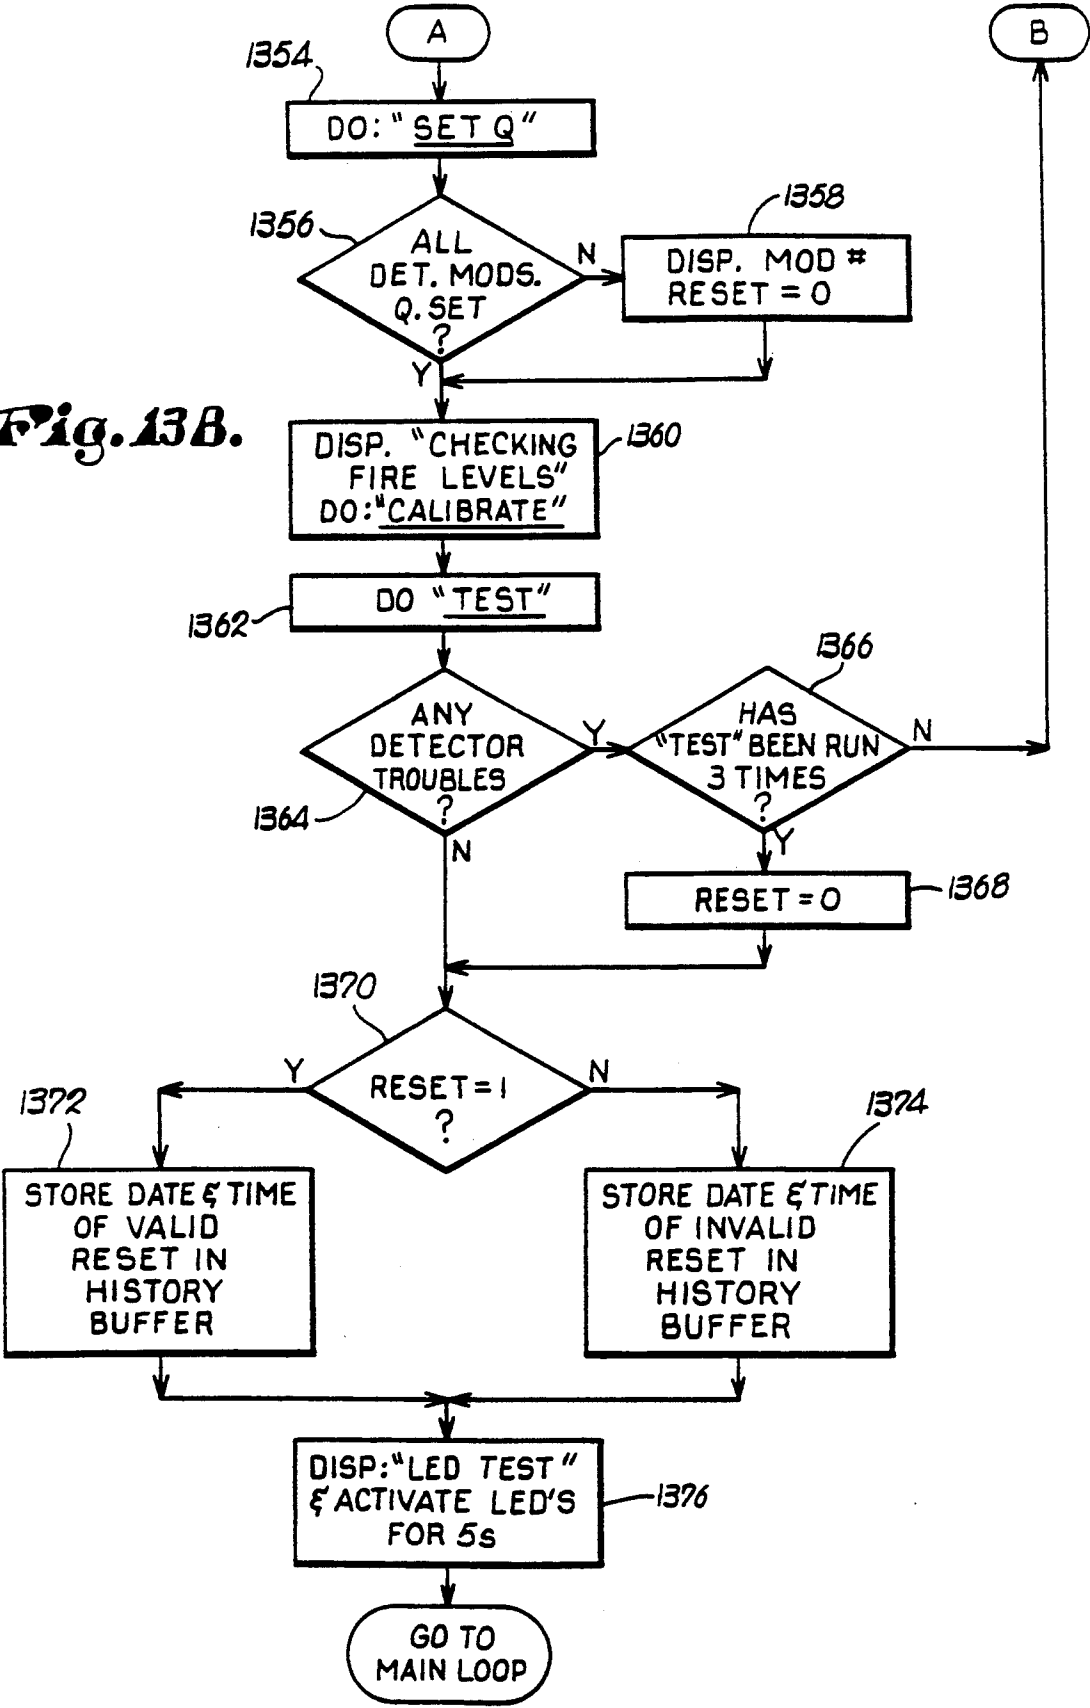 A
B
1354
DO: "SET Q"
1356
ALL
DET. MODS.
Q. SET
?
N
Y
1358
DISP. MOD #
RESET = 0
Fig. 13B.
1360
DISP. "CHECKING
FIRE LEVELS"
DO: "CALIBRATE"
1362
DO "TEST"
ANY
DETECTOR
TROUBLES
?
1364
Y
N
1366
HAS
"TEST" BEEN RUN
3 TIMES
?
N
Y
RESET = 0
1368
1370
RESET = 1
?
Y
N
1372
STORE DATE & TIME
OF VALID
RESET IN
HISTORY
BUFFER
1374
STORE DATE & TIME
OF INVALID
RESET IN
HISTORY
BUFFER
DISP: "LED TEST"
& ACTIVATE LED'S
FOR 5s
1376
GO TO
MAIN LOOP